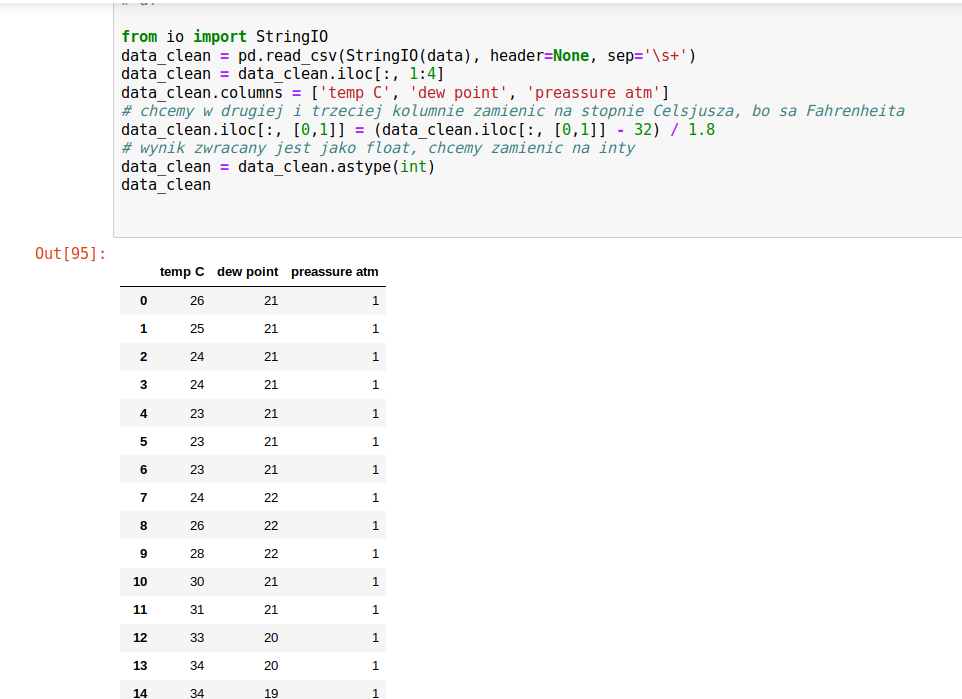 from io import StringIO
data_clean = pd.read_csv(StringIO(data), header=None, sep='\s+')
data_clean = data_clean.iloc[:, 1:4]
data_clean.columns = ['temp C', 'dew point', 'preassure atm']
# chcemy w drugiej i trzeciej kolumnie zamienic na stopnie Celsjusza, bo sa Fahrenheita
data_clean.iloc[:, [0,1]] = (data_clean.iloc[:, [0,1]] - 32) / 1.8
# wynik zwracany jest jako float, chcemy zamienic na inty
data_clean = data_clean.astype(int)
data_clean
Out[95]:
temp C dew point preassure atm
0 26 21 1
1 25 21 1
2 24 21 1
3 24 21 1
4 23 21 1
5 23 21 1
6 23 21 1
7 24 22 1
8 26 22 1
9 28 22 1
10 30 21 1
11 31 21 1
12 33 20 1
13 34 20 1
14 34 19 1